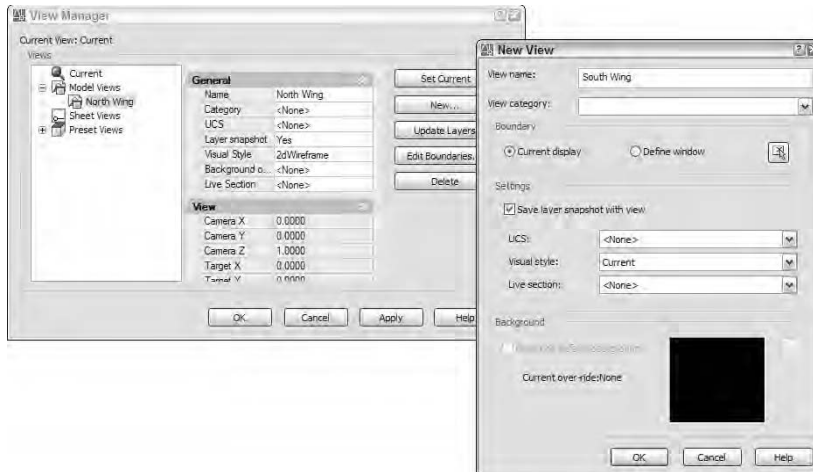 View Manager
Current View: Current
Views
Current
Model Views
North Wing
Sheet Views
Preset Views
General
Name North Wing
Category <None>
UCS <None>
Layer snapshot Yes
Visual Style 2dWireframe
Background o... <None>
Live Section <None>
View
Camera X 0.0000
Camera Y 0.0000
Camera Z 1.0000
Target X 0.0000
Target Y 0.0000
Set Current
New...
Update Layers
Edit Boundaries...
Delete
OK Cancel Apply Help
New View
View name: South Wing
View category:
Boundary
Current display Define window
Settings
Save layer snapshot with view
UCS: <None>
Visual style: Current
Live section: <None>
Background
Current over-ride:None
OK Cancel Help